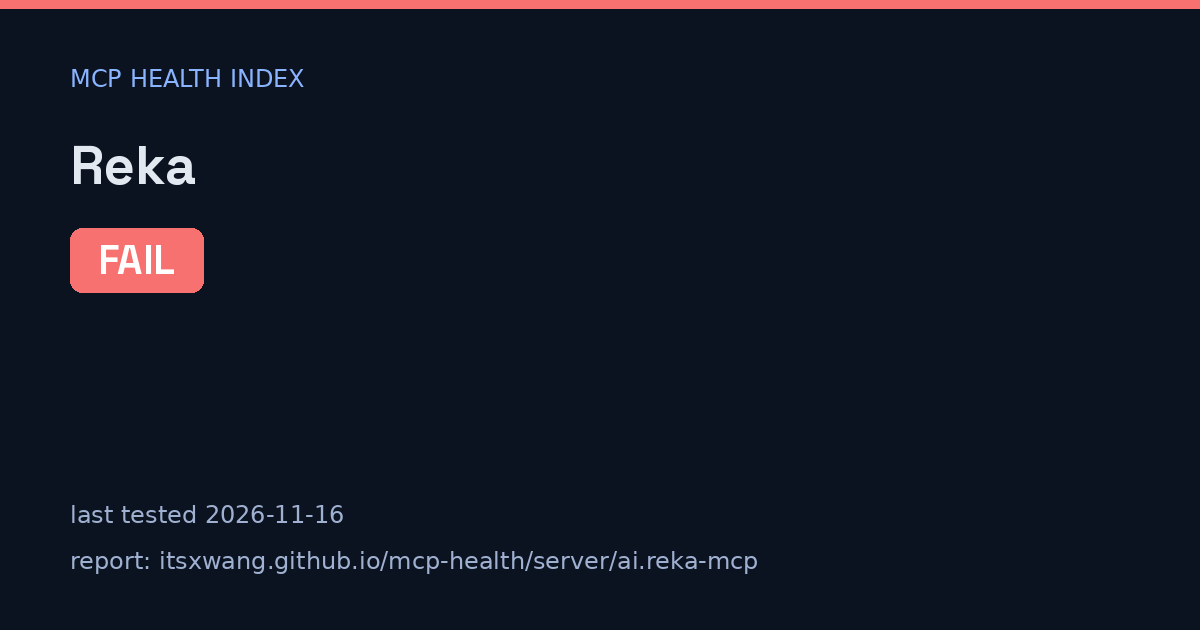 MCP HEALTH INDEX
Reka
FAIL
last tested 2026-11-16
report: itsxwang.github.io/mcp-health/server/ai.reka-mcp